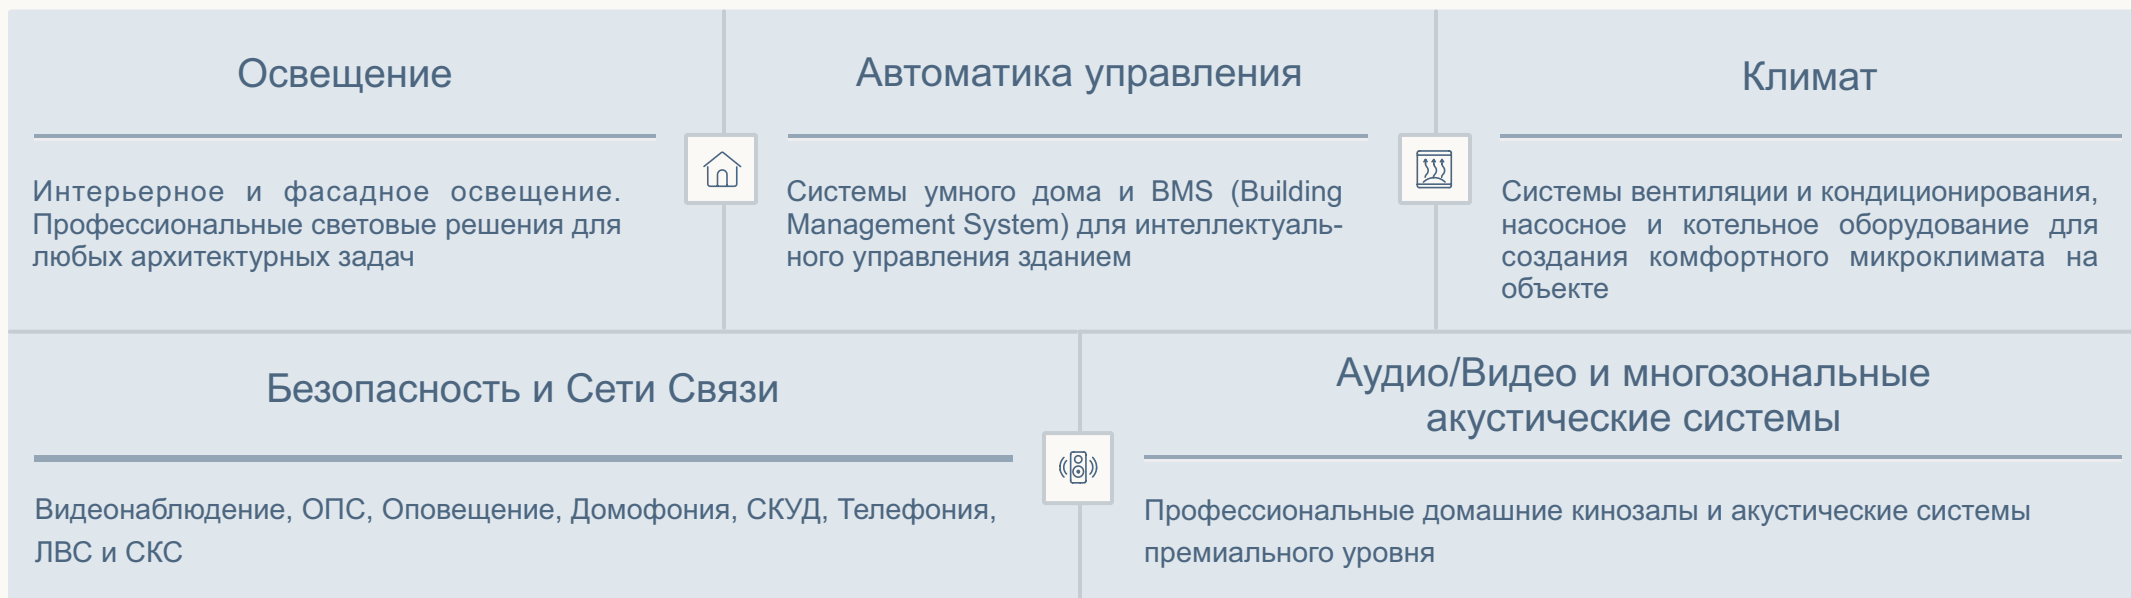 Освещение
Интерьерное и фасадное освещение.
Профессиональные световые решения для
любых архитектурных задач
Автоматика управления
Системы умного дома и BMS (Building
Management System) для интеллектуаль-
ного управления зданием
Климат
Системы вентиляции и кондиционирования,
насосное и котельное оборудование для
создания комфортного микроклимата на
объекте
Безопасность и Сети Связи
Видеонаблюдение, ОПС, Оповещение, Домофония, СКУД, Телефония,
ЛВС и СКС
Аудио/Видео и многозональные
акустические системы
Профессиональные домашние кинозалы и акустические системы
премиального уровня